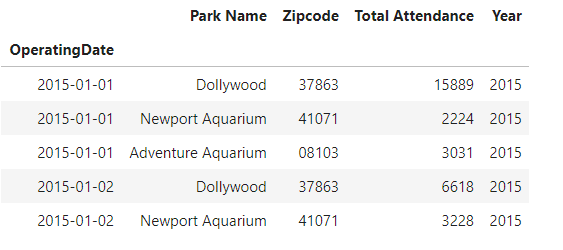 Park Name Zipcode Total Attendance Year
OperatingDate
2015-01-01 Dollywood 37863 15889 2015
2015-01-01 Newport Aquarium 41071 2224 2015
2015-01-01 Adventure Aquarium 08103 3031 2015
2015-01-02 Dollywood 37863 6618 2015
2015-01-02 Newport Aquarium 41071 3228 2015